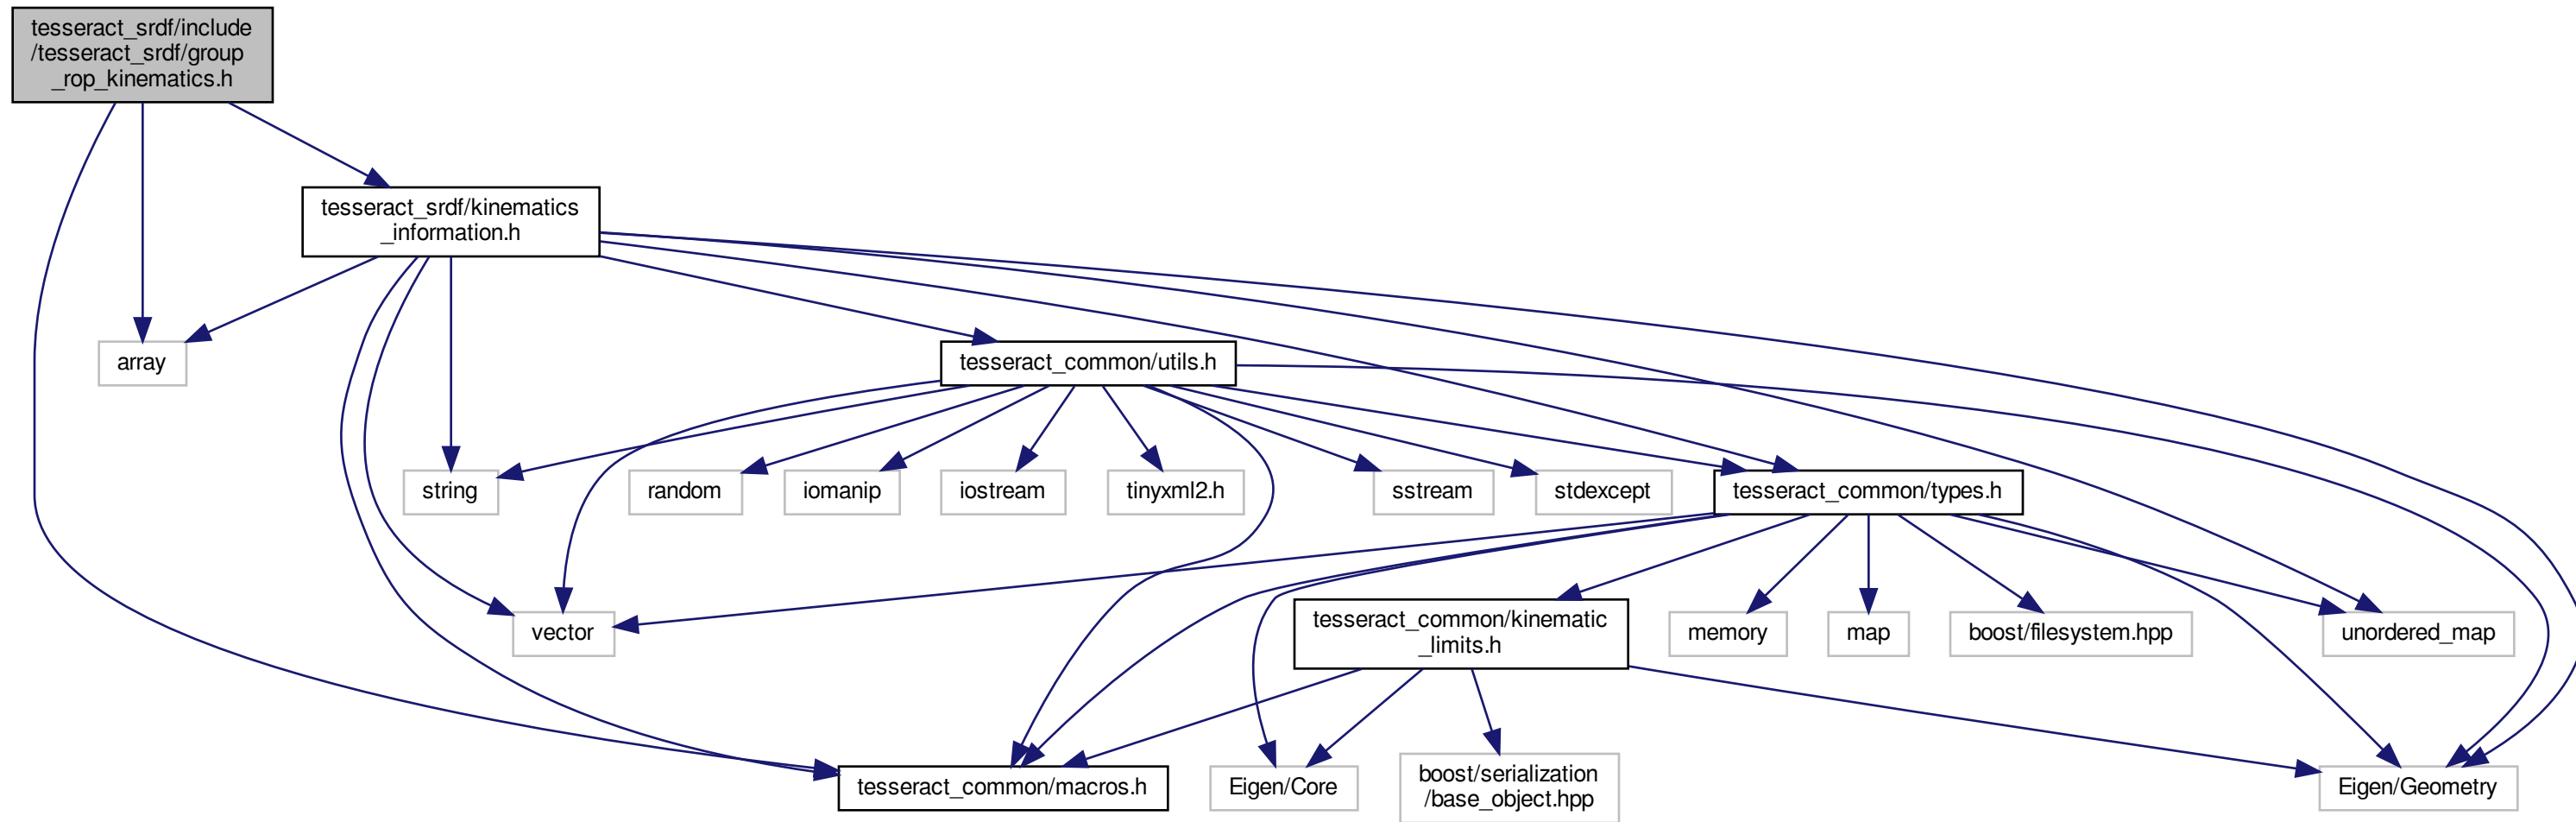 tesseract_srdf/include
/tesseract_srdf/group
_rop_kinematics.h
tesseract_srdf/kinematics
_information.h
array
tesseract_common/utils.h
string
random
iomanip
iostream
tinyxml2.h
sstream
stdexcept
tesseract_common/types.h
vector
tesseract_common/kinematic
_limits.h
memory
map
boost/filesystem.hpp
unordered_map
tesseract_common/macros.h
Eigen/Core
boost/serialization
/base_object.hpp
Eigen/Geometry